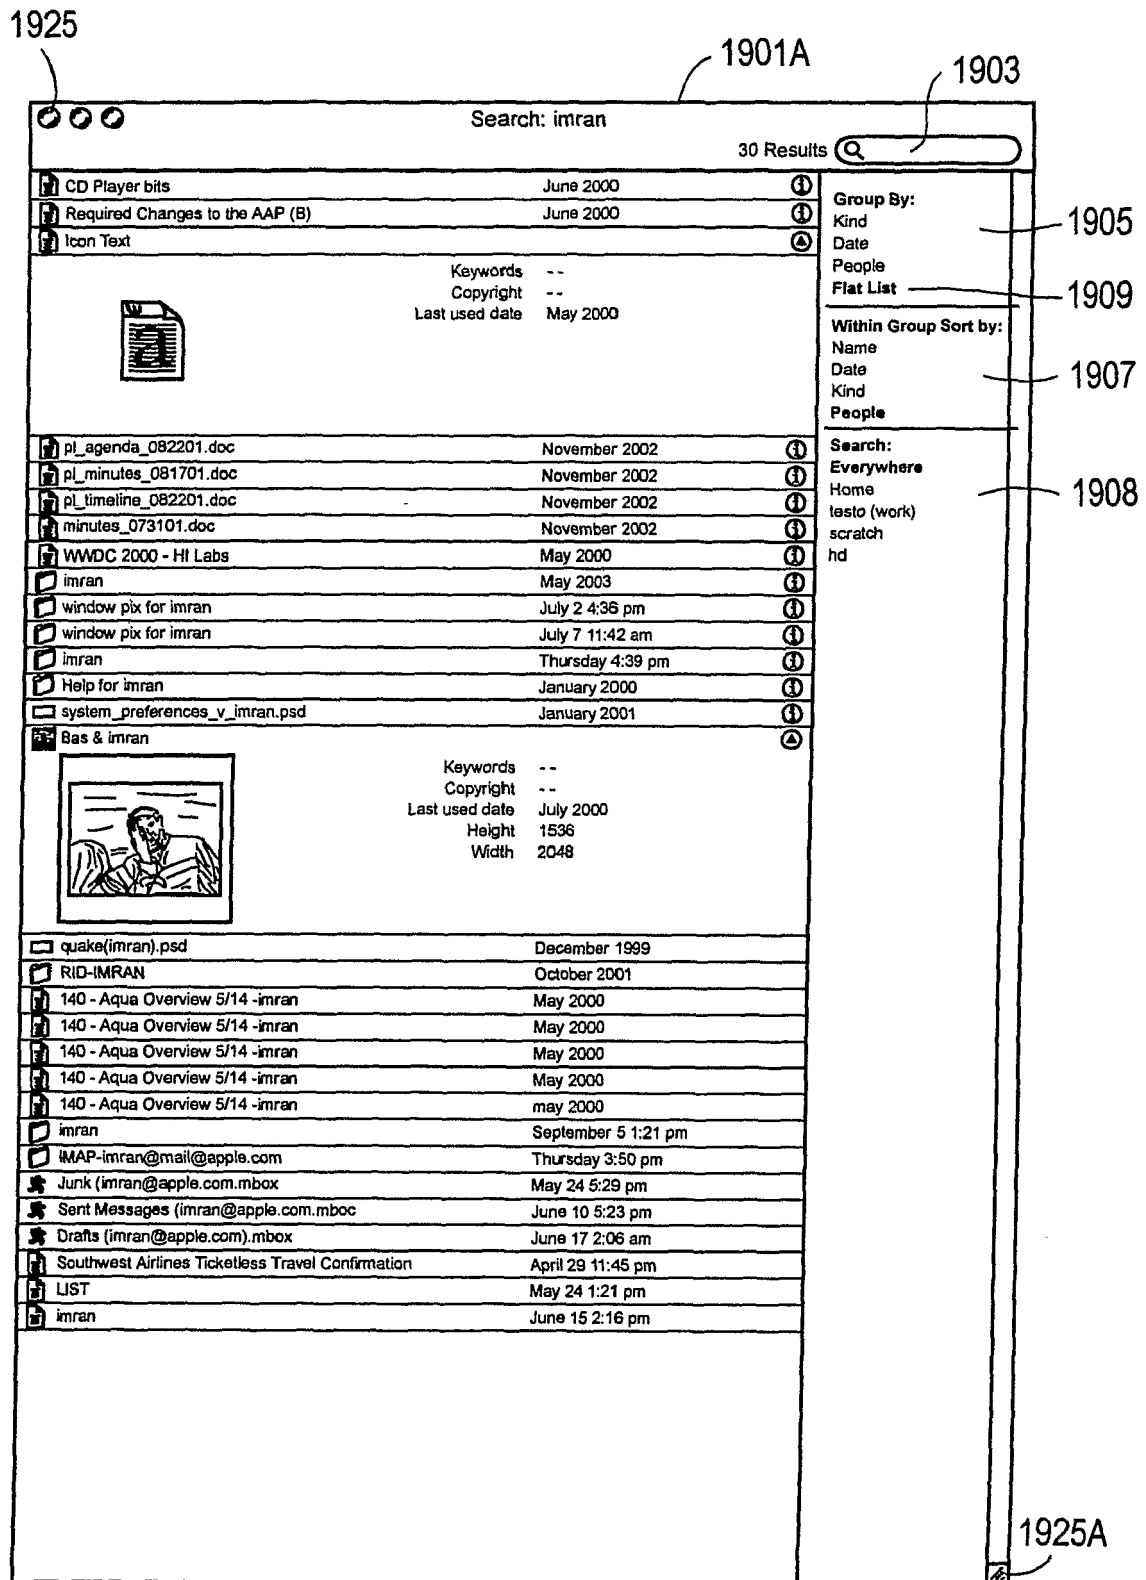 1925
1901A
1903
Search: imran
30 Results
CD Player bits June 2000
Required Changes to the AAP (B) June 2000
Icon Text
Keywords - -
Copyright - -
Last used date May 2000
a
pl_agenda_082201.doc November 2002
pl_minutes_081701.doc November 2002
pl_timeline_082201.doc November 2002
minutes_073101.doc November 2002
WWDC 2000 - HI Labs May 2000
imran May 2003
window pix for imran July 2 4:36 pm
window pix for imran July 7 11:42 am
imran Thursday 4:39 pm
Help for imran January 2000
system_preferences_v_imran.psd January 2001
Bas & imran
Keywords - -
Copyright - -
Last used date July 2000
Height 1536
Width 2048
quake(imran).psd December 1999
RID-IMRAN October 2001
140 - Aqua Overview 5/14 -imran May 2000
140 - Aqua Overview 5/14 -imran May 2000
140 - Aqua Overview 5/14 -imran May 2000
140 - Aqua Overview 5/14 -imran May 2000
140 - Aqua Overview 5/14 -imran may 2000
imran September 5 1:21 pm
IMAP-imran@mail@apple.com Thursday 3:50 pm
Junk (imran@apple.com.mbox May 24 5:29 pm
Sent Messages (imran@apple.com.mboc June 10 5:23 pm
Drafts (imran@apple.com).mbox June 17 2:06 am
Southwest Airlines Ticketless Travel Confirmation April 29 11:45 pm
LIST May 24 1:21 pm
imran June 15 2:16 pm
Group By:
Kind
Date
People
Flat List
1905
1909
Within Group Sort by:
Name
Date
Kind
People
1907
Search:
Everywhere
Home
testo (work)
scratch
hd
1908
1925A